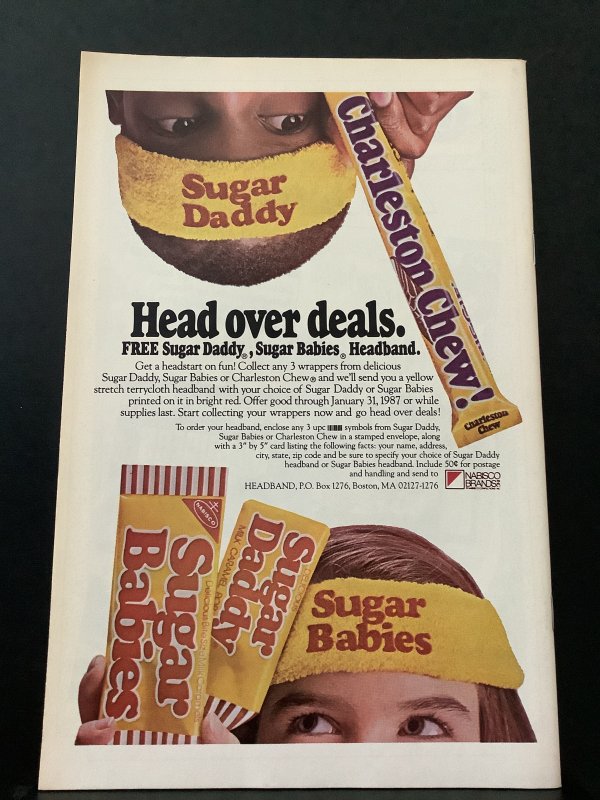 Sugar
Daddy
Charleston Chew!
Charleston
Chew
Head over deals.
FREE Sugar Daddy®, Sugar Babies® Headband.
Get a headstart on fun! Collect any 3 wrappers from delicious
Sugar Daddy, Sugar Babies or Charleston Chew® and we'll send you a yellow
stretch terrycloth headband with your choice of Sugar Daddy or Sugar Babies
printed on it in bright red. Offer good through January 31, 1987 or while
supplies last. Start collecting your wrappers now and go head over deals!
To order your headband, enclose any 3 upc symbols from Sugar Daddy,
Sugar Babies or Charleston Chew in a stamped envelope, along
with a 3" by 5" card listing the following facts: your name, address,
city, state, zip code and be sure to specify your choice of Sugar Daddy
headband or Sugar Babies headband. Include 50¢ for postage
and handling and send to
HEADBAND, P.O. Box 1276, Boston, MA 02127-1276
NABISCO
BRANDS
NABISCO
Sugar
Babies
Sugar
Daddy
MILK CARAMEL POP
Sugar
Babies